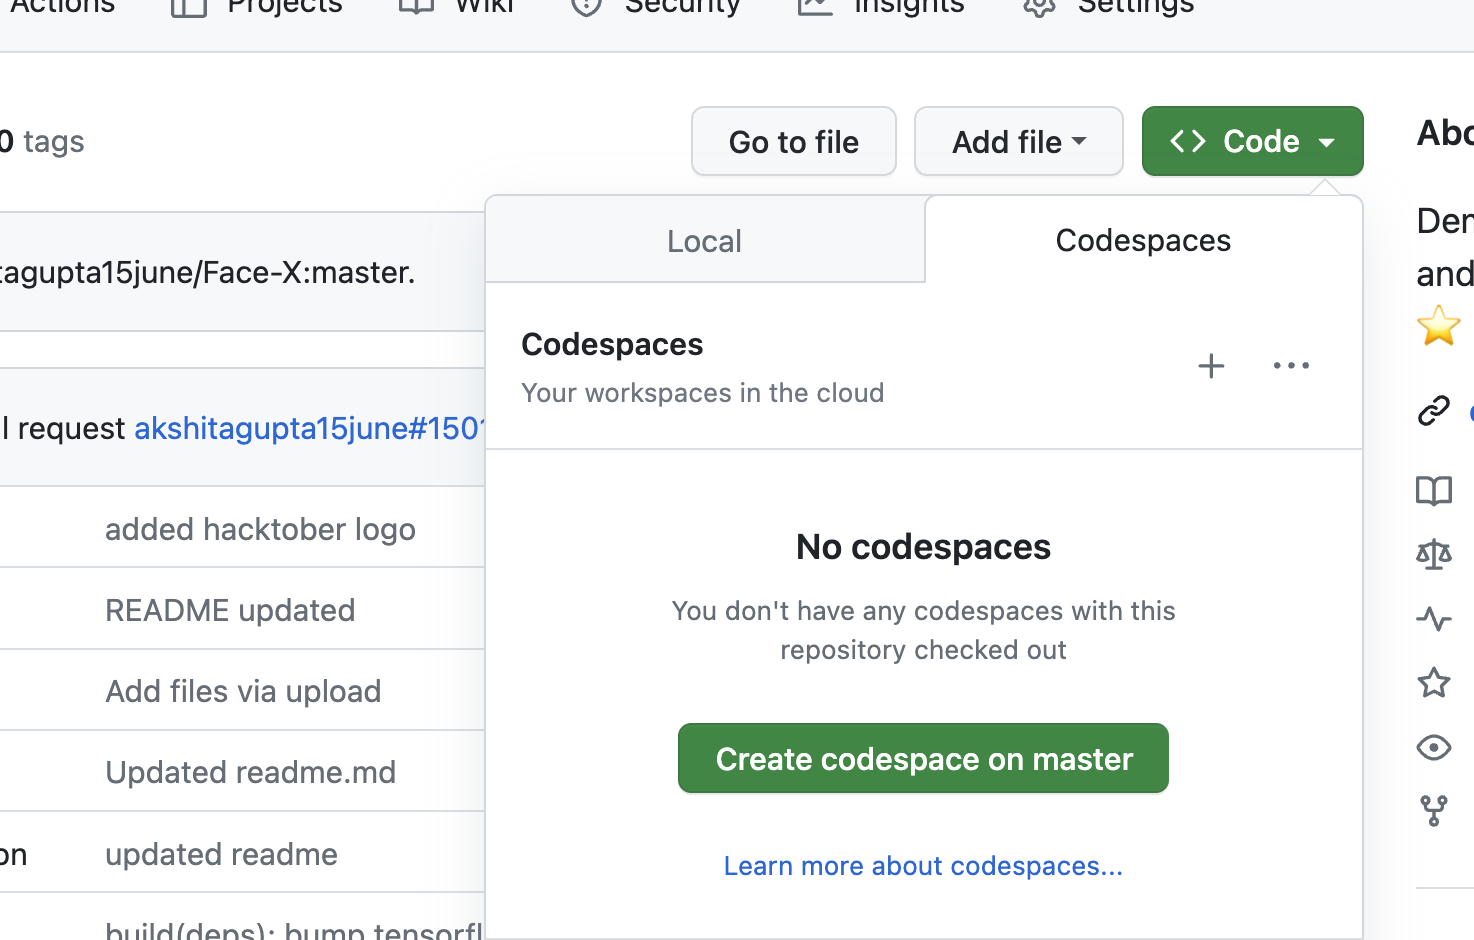 Actions Projects Wiki Security Insights Settings
0 tags
Go to file
Add file
<> Code
Local
Codespaces
tagupta15june/Face-X:master.
Codespaces
Your workspaces in the cloud
l request akshitagupta15june#1501
No codespaces
You don't have any codespaces with this
repository checked out
Create codespace on master
Learn more about codespaces...
added hacktober logo
README updated
Add files via upload
Updated readme.md
on updated readme
build(deps): bump tensorfl
Abo
Den
and